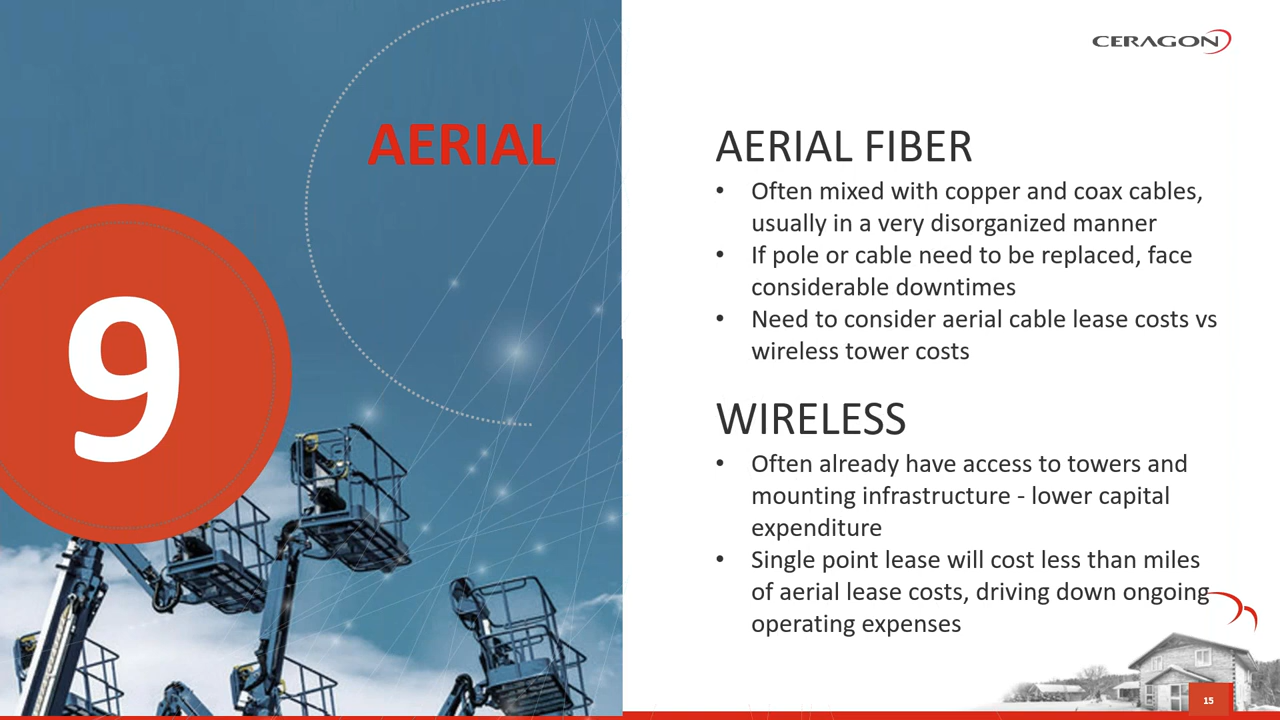 CERAGON
AERIAL
9
AERIAL FIBER
• Often mixed with copper and coax cables,
usually in a very disorganized manner
• If pole or cable need to be replaced, face
considerable downtimes
• Need to consider aerial cable lease costs vs
wireless tower costs
WIRELESS
• Often already have access to towers and
mounting infrastructure - lower capital
expenditure
• Single point lease will cost less than miles
of aerial lease costs, driving down ongoing
operating expenses
15